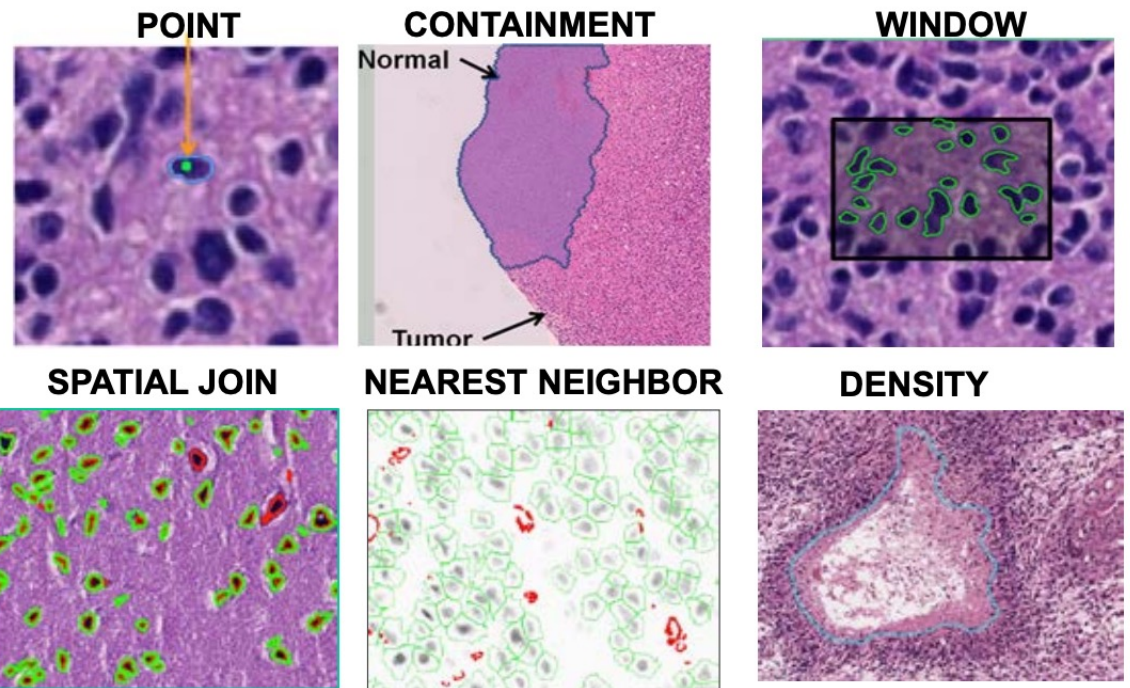 POINT
CONTAINMENT
WINDOW
Normal
Tumor
SPATIAL JOIN
NEAREST NEIGHBOR
DENSITY